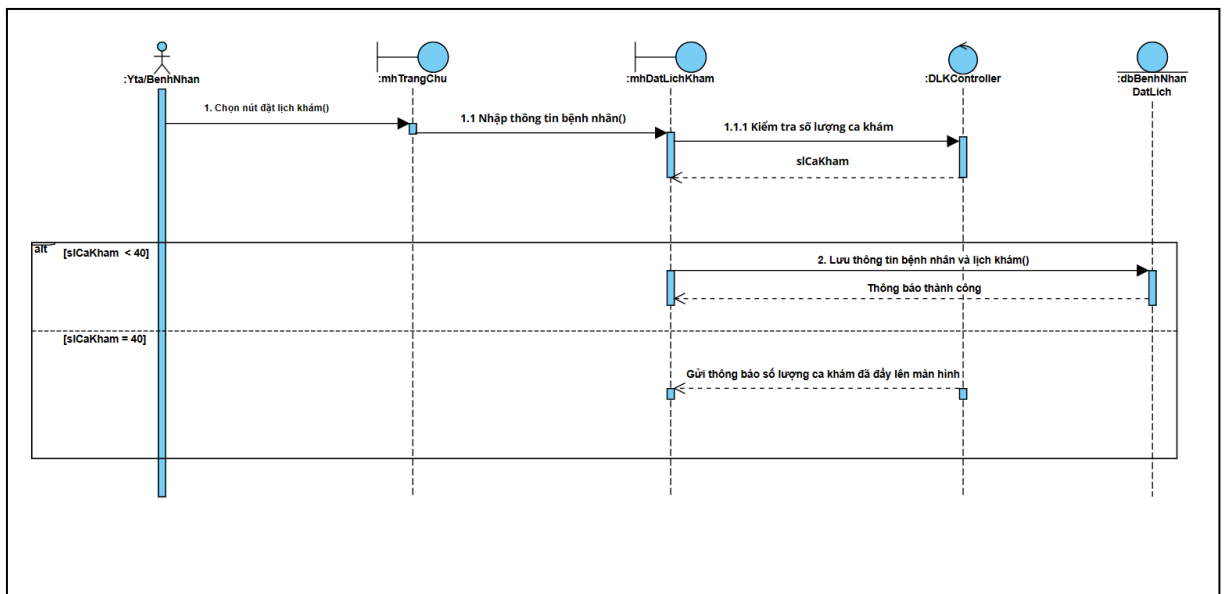 :Yta/BenhNhan
:mhTrangChu
:mhDatLichKham
:DLKController
:dbBenhNhan
DatLich
1. Chọn nút đặt lịch khám()
1.1 Nhập thông tin bệnh nhân()
1.1.1 Kiểm tra số lượng ca khám
slCaKham
alt
[slCaKham < 40]
2. Lưu thông tin bệnh nhân và lịch khám()
Thông báo thành công
[slCaKham = 40]
Gửi thông báo số lượng ca khám đã đẩy lên màn hình